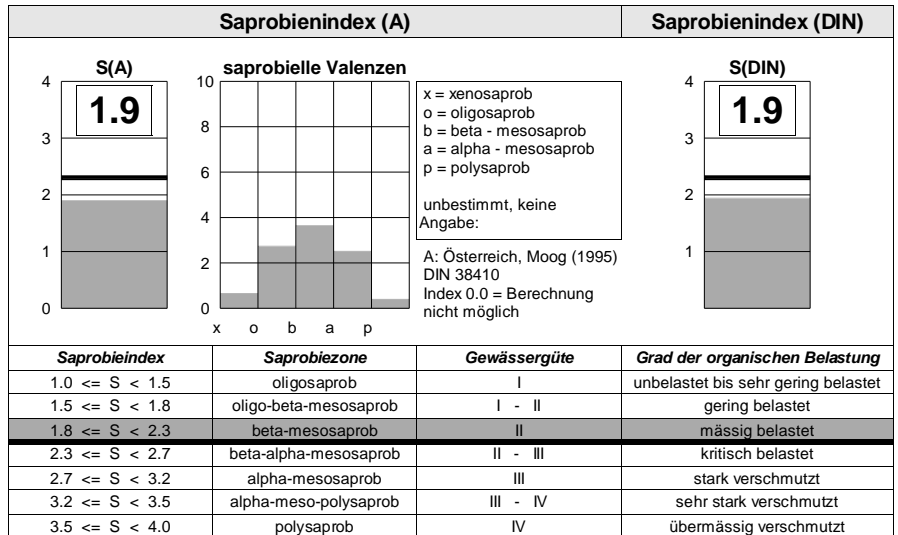 Saprobienindex (A) Saprobienindex (DIN)
S(A) saprobielle Valenzen S(DIN)
4
3
2
1
0
1.9
10
8
6
4
2
0
x o b a p
x = xenosaprob
o = oligosaprob
b = beta - mesosaprob
a = alpha - mesosaprob
p = polysaprob
unbestimmt, keine
Angabe:
A: Österreich, Moog (1995)
DIN 38410
Index 0.0 = Berechnung
nicht möglich
4
3
2
1
1.9
Saprobieindex Saprobiezone Gewässergüte Grad der organischen Belastung
1.0 <= S < 1.5 oligosaprob I unbelastet bis sehr gering belastet
1.5 <= S < 1.8 oligo-beta-mesosaprob I - II gering belastet
1.8 <= S < 2.3 beta-mesosaprob II mässig belastet
2.3 <= S < 2.7 beta-alpha-mesosaprob II - III kritisch belastet
2.7 <= S < 3.2 alpha-mesosaprob III stark verschmutzt
3.2 <= S < 3.5 alpha-meso-polysaprob III - IV sehr stark verschmutzt
3.5 <= S < 4.0 polysaprob IV übermässig verschmutzt